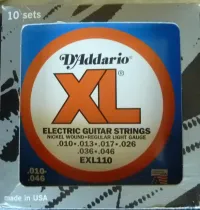 10 sets
D'Addario
XL®
ELECTRIC GUITAR STRINGS
NICKEL WOUND•REGULAR LIGHT GAUGE
.010•.013•.017•.026
.036•.046
EXL110
.010-
.046
made in USA